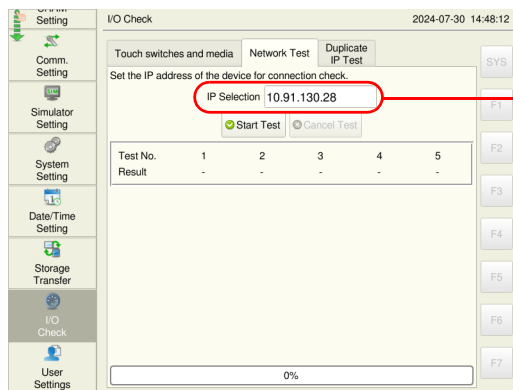 Setting
I/O Check
2024-07-30 14:48:12
Comm.
Setting
Simulator
Setting
System
Setting
Date/Time
Setting
Storage
Transfer
I/O
Check
User
Settings
Touch switches and media
Network Test
Duplicate
IP Test
Set the IP address of the device for connection check.
IP Selection 10.91.130.28
Start Test
Cancel Test
Test No. 1 2 3 4 5
Result - - - - -
0%
SYS
F1
F2
F3
F4
F5
F6
F7